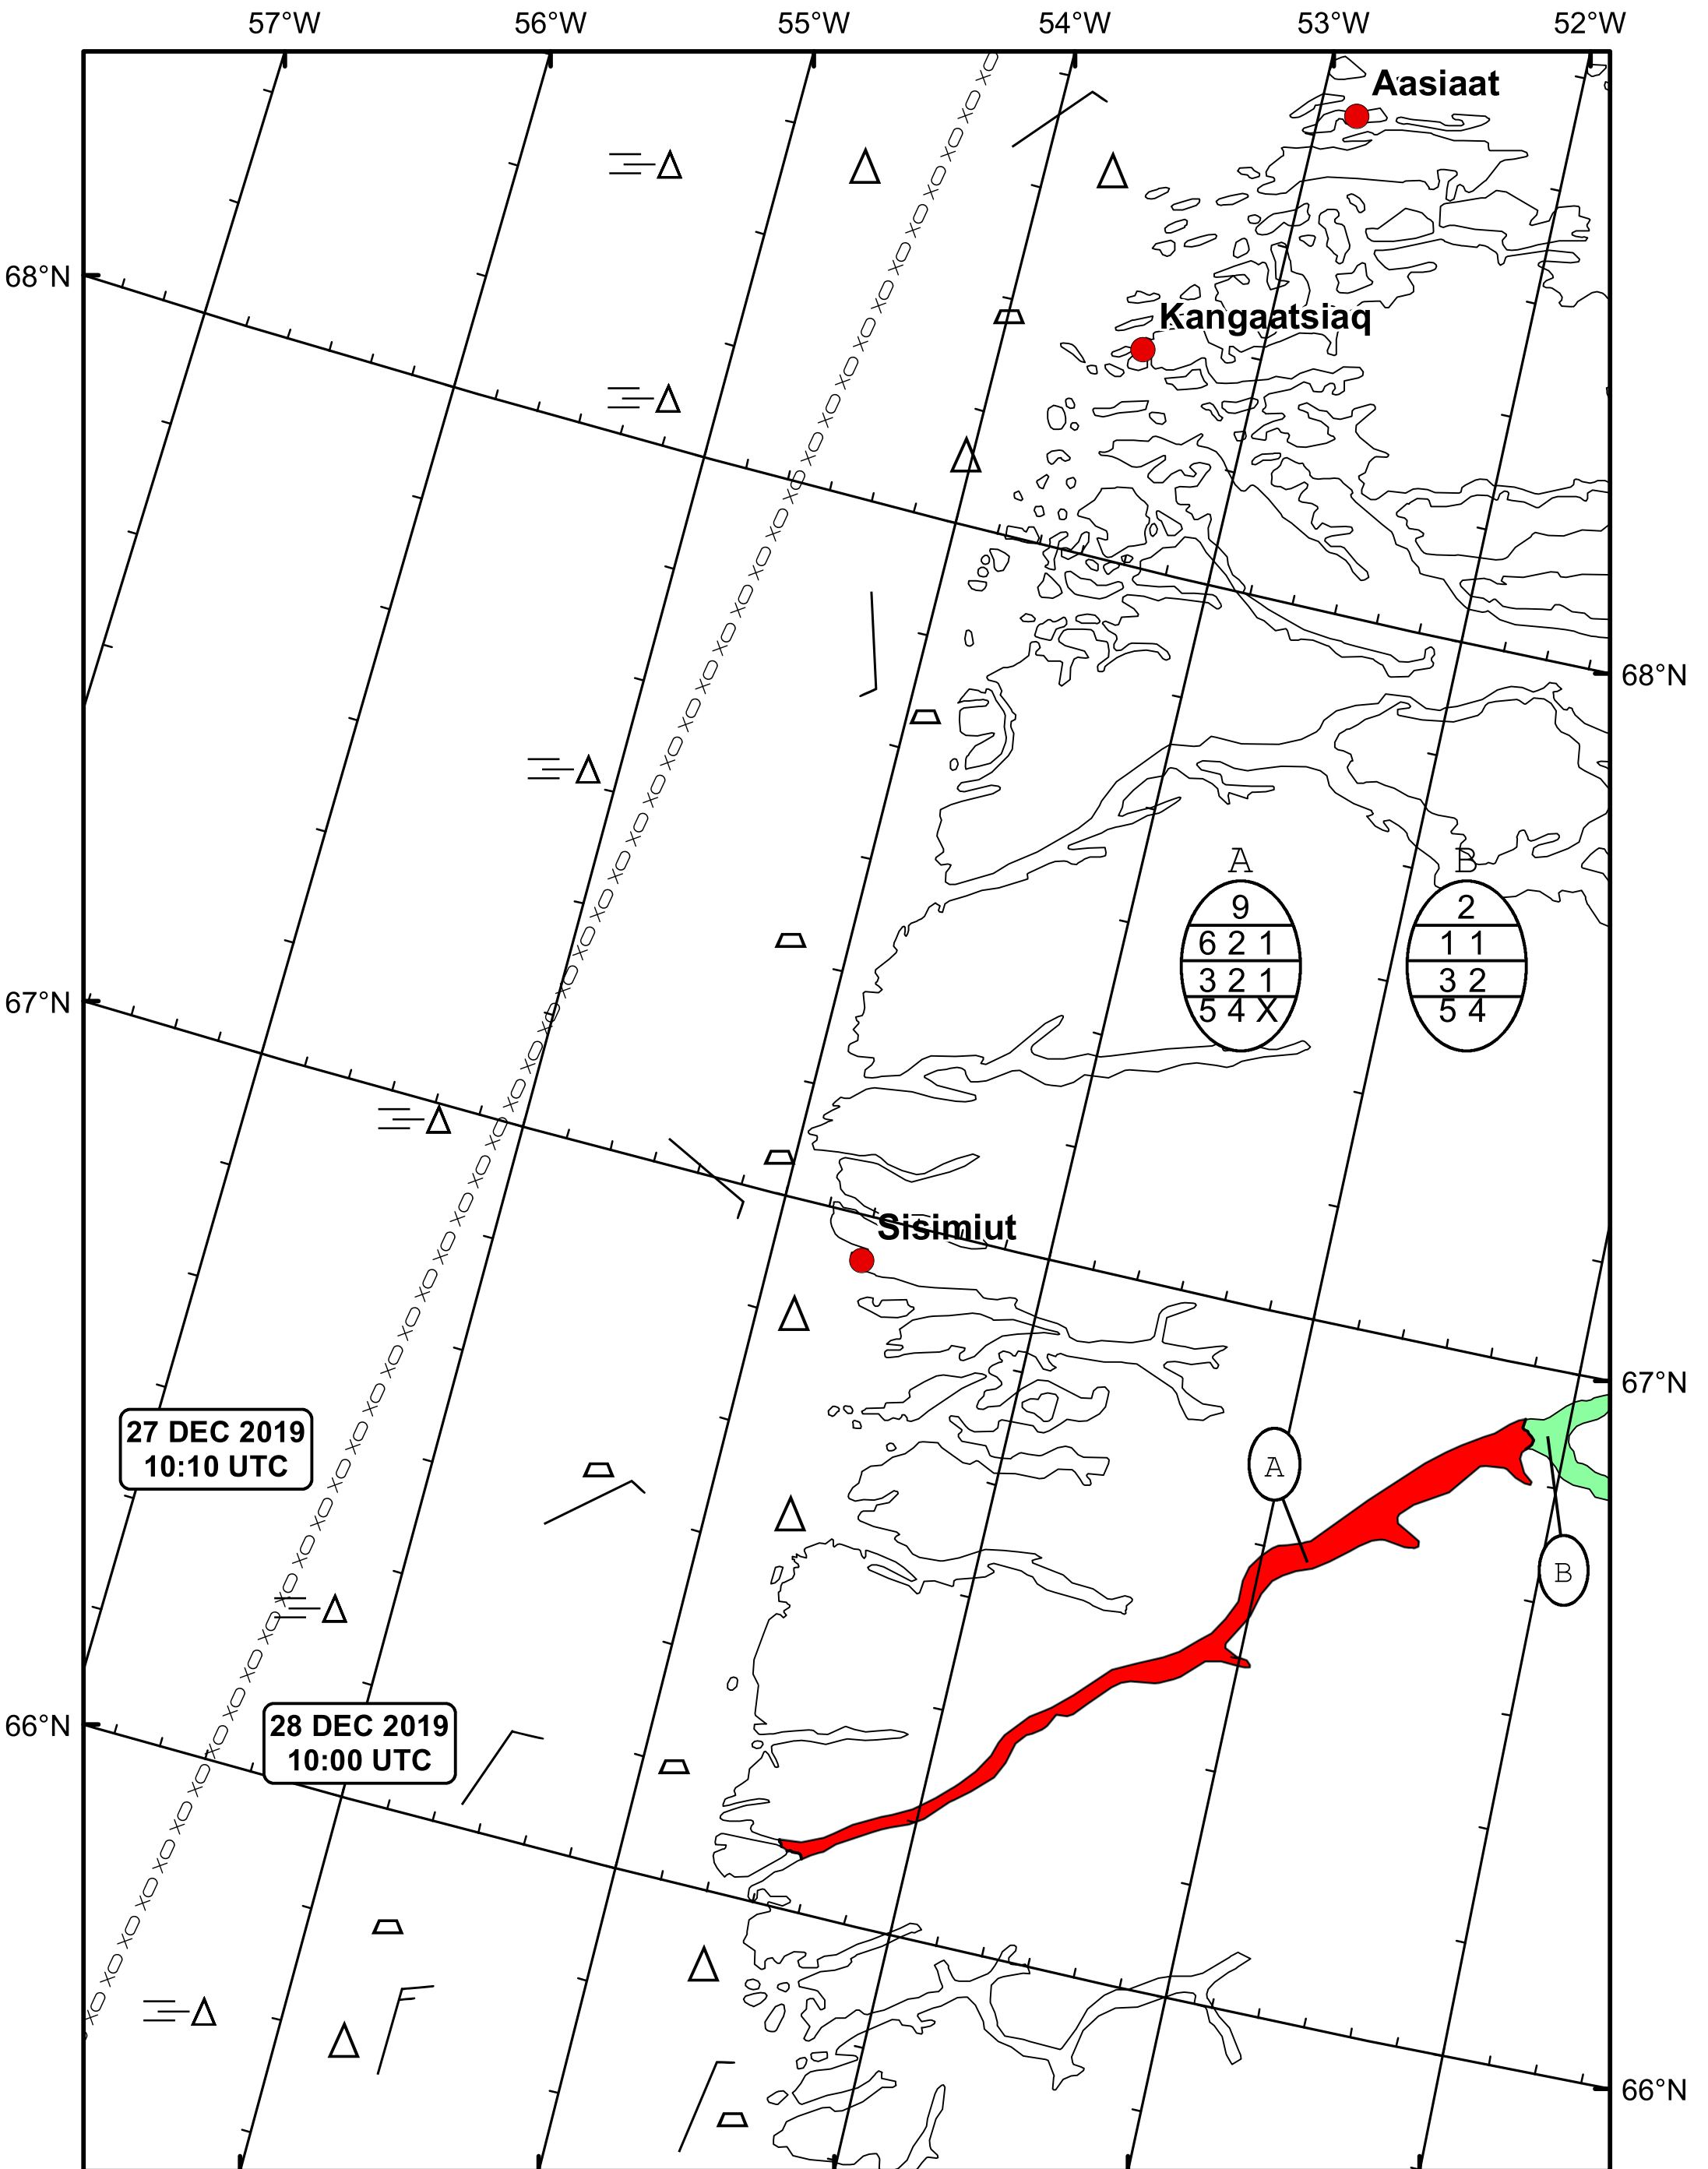 57°W 56°W 55°W 54°W 53°W 52°W
Aasiaat
68°N
Kangaatsiaq
68°N
A B
9 2
6 2 1 1 1
3 2 1 3 2
5 4 X 5 4
67°N
Sisimiut
67°N
27 DEC 2019
10:10 UTC
A
B
28 DEC 2019
10:00 UTC
66°N
66°N